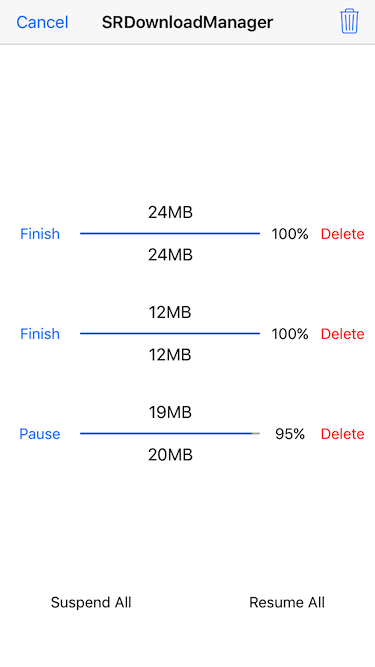 Cancel SRDownloadManager
24MB
Finish 100% Delete
24MB
12MB
Finish 100% Delete
12MB
19MB
Pause 95% Delete
20MB
Suspend All Resume All